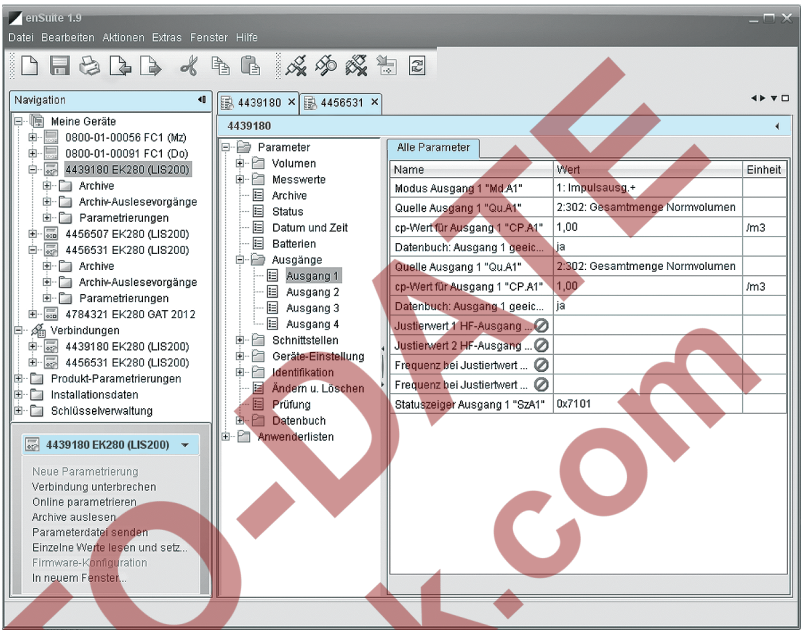 enSuite 1.9
Datei Bearbeiten Aktionen Extras Fenster Hilfe
Navigation
Meine Geräte
0800-01-00056 FC1 (Mz)
0800-01-00091 FC1 (Do)
4439180 EK280 (LIS200)
Archive
Archiv-Auslesevorgänge
Parametrierungen
4456507 EK280 (LIS200)
4456531 EK280 (LIS200)
Archive
Archiv-Auslesevorgänge
Parametrierungen
4784321 EK280 GAT 2012
Verbindungen
4439180 EK280 (LIS200)
4456531 EK280 (LIS200)
Produkt-Parametrierungen
Installationsdaten
Schlüsselverwaltung
4439180 EK280 (LIS200)
Neue Parametrierung
Verbindung unterbrechen
Online parametrieren
Archive auslesen
Parameterdatei senden
Einzelne Werte lesen und setz...
Firmware-Konfiguration
In neuem Fenster...
4439180 × 4456531 ×
4439180
Parameter
Volumen
Messwerte
Archive
Status
Datum und Zeit
Batterien
Ausgänge
Ausgang 1
Ausgang 2
Ausgang 3
Ausgang 4
Schnittstellen
Geräte-Einstellung
Identifikation
Ändern u. Löschen
Prüfung
Datenbuch
Anwenderlisten
Alle Parameter
Name Wert Einheit
Modus Ausgang 1 "Md.A1" 1: Impulsausg.+
Quelle Ausgang 1 "Qu.A1" 2:302: Gesamtmenge Normvolumen
cp-Wert für Ausgang 1 "CP.A1" 1,00 /m3
Datenbuch: Ausgang 1 geeic... ja
Quelle Ausgang 1 "Qu.A1" 2:302: Gesamtmenge Normvolumen
cp-Wert für Ausgang 1 "CP.A1" 1,00 /m3
Datenbuch: Ausgang 1 geeic... ja
Justierwert 1 HF-Ausgang ...
Justierwert 2 HF-Ausgang ...
Frequenz bei Justiertwert ...
Frequenz bei Justiertwert ...
Statuszeiger Ausgang 1 "SzA1" 0x7101
TO-DATE
k.com